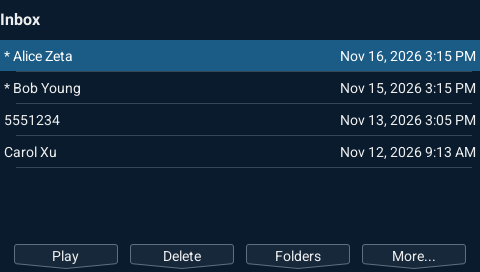 Inbox
* Alice Zeta Nov 16, 2026 3:15 PM
* Bob Young Nov 15, 2026 3:15 PM
5551234 Nov 13, 2026 3:05 PM
Carol Xu Nov 12, 2026 9:13 AM
Play Delete Folders More...